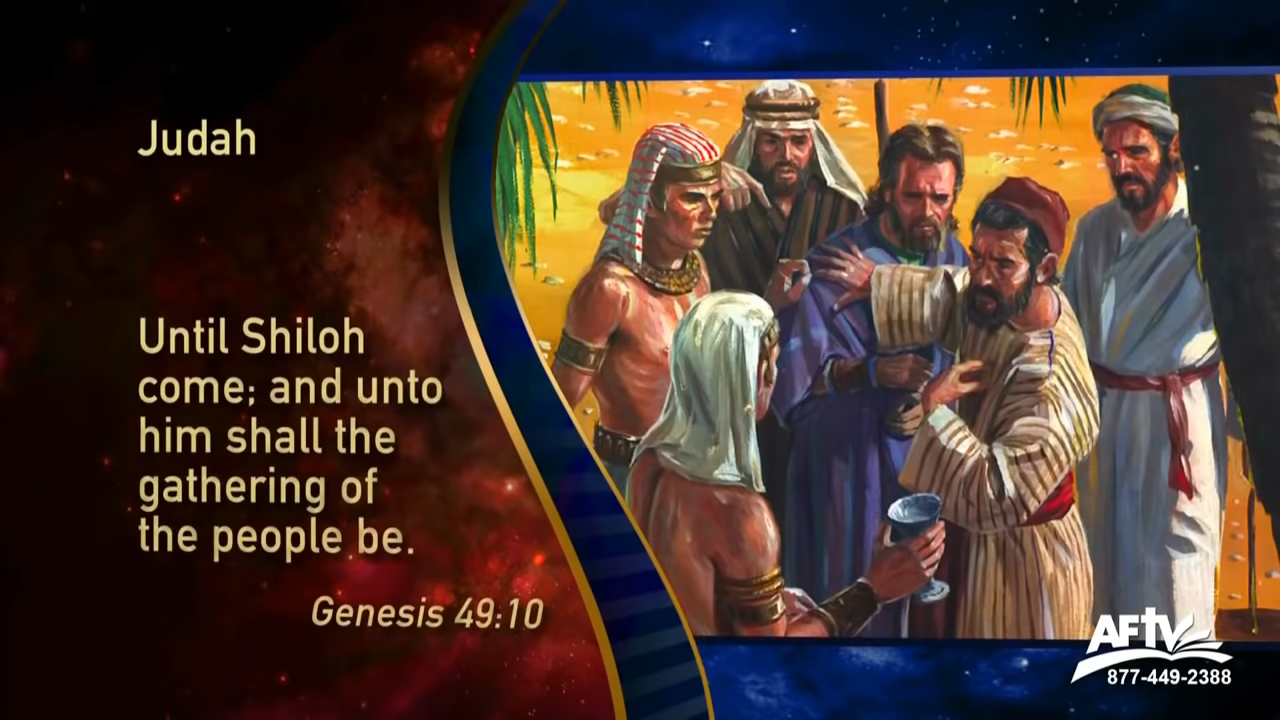 Judah
Until Shiloh
come; and unto
him shall the
gathering of
the people be.
Genesis 49:10
AFTV
877-449-2388